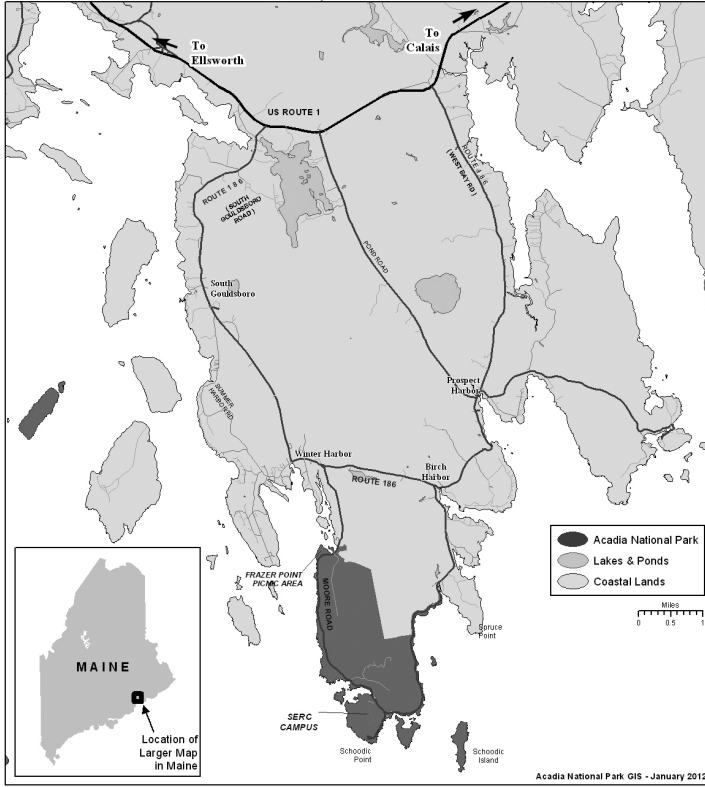 To
Ellsworth
To
Calais
US ROUTE 1
ROUTE 186
(SOUTH
GOULDSBORO
ROAD)
ROUTE 186
(WEST BAY RD)
POND ROAD
South
Gouldsboro
SUMMER
HARBOR RD
Prospect
Harbor
Winter Harbor
Birch
Harbor
ROUTE 186
FRAZER POINT
PICNIC AREA
MOORE ROAD
Spruce
Point
SERC
CAMPUS
Schoodic
Point
Schoodic
Island
Acadia National Park
Lakes & Ponds
Coastal Lands
Miles
0 0.5 1
MAINE
Location of
Larger Map
in Maine
Acadia National Park GIS - January 2012